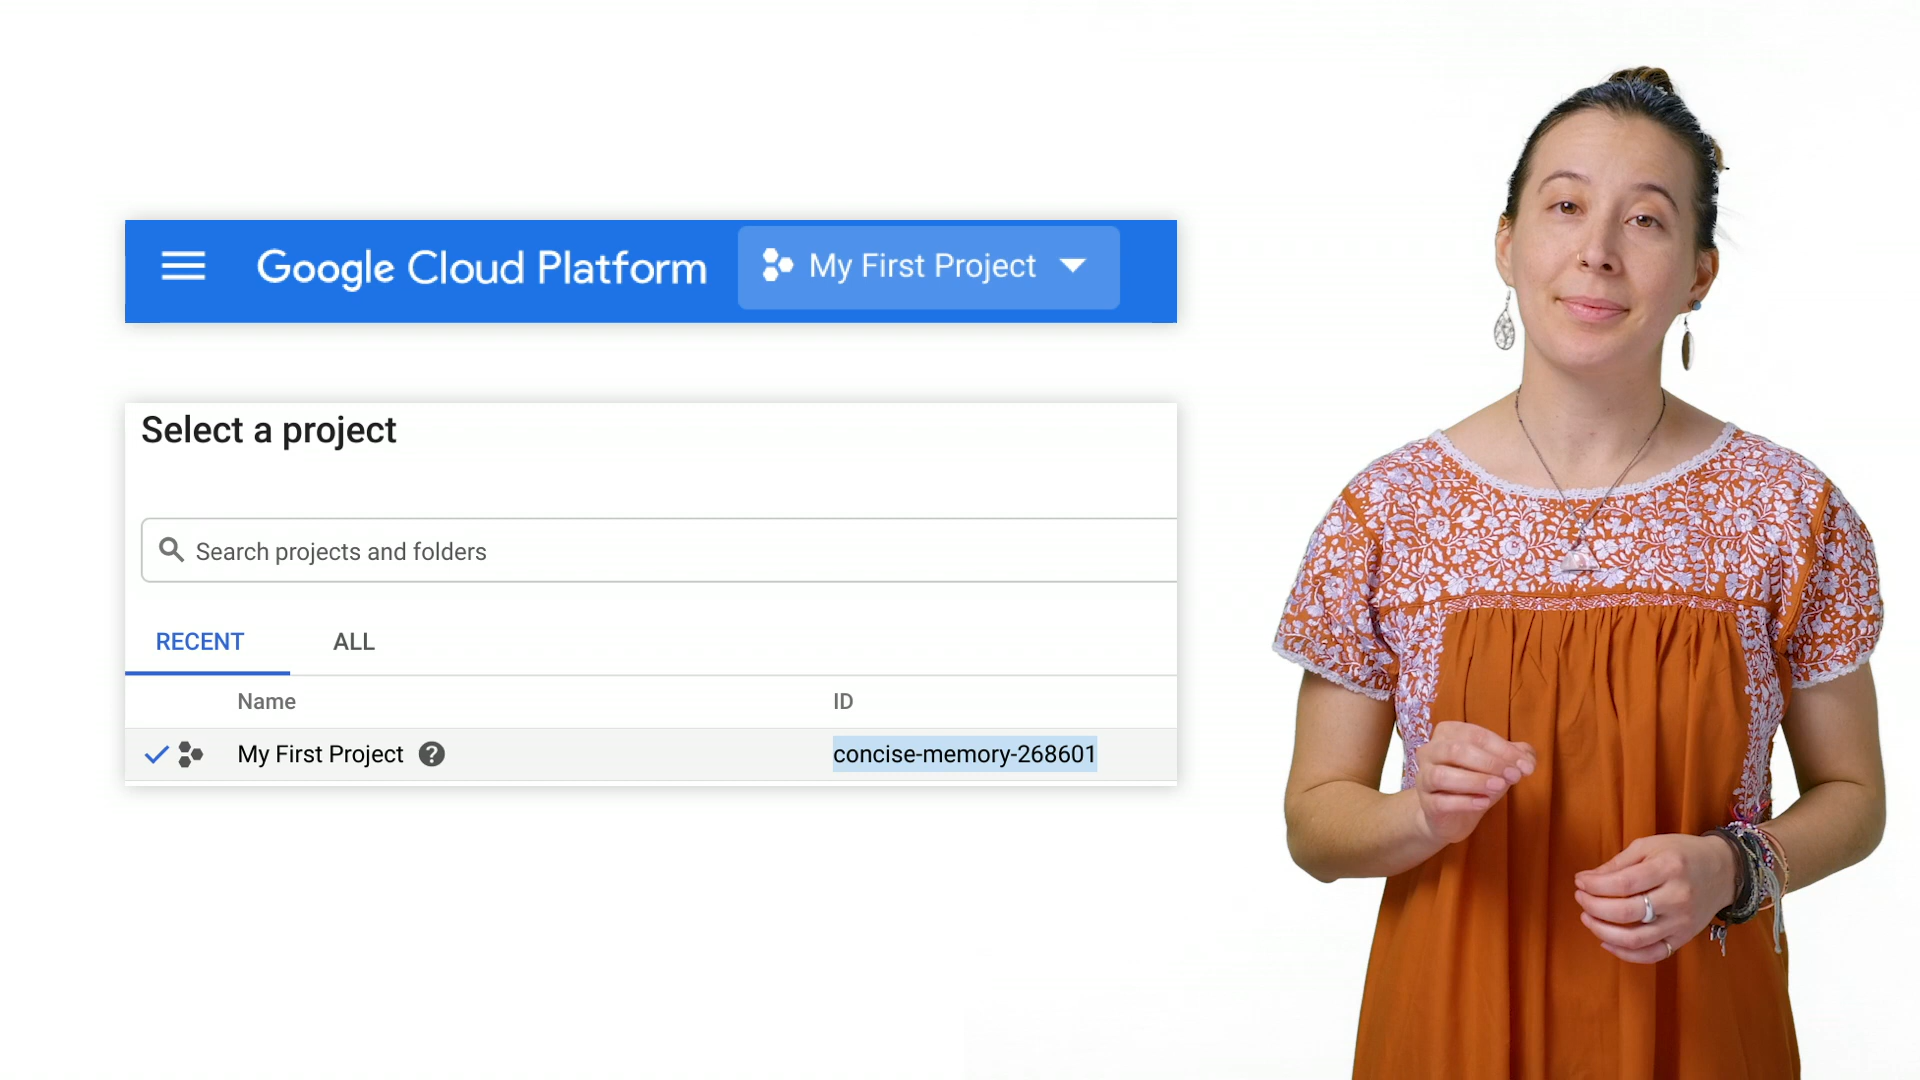 Google Cloud Platform My First Project
Select a project
Search projects and folders
RECENT ALL
Name ID
My First Project ? concise-memory-268601